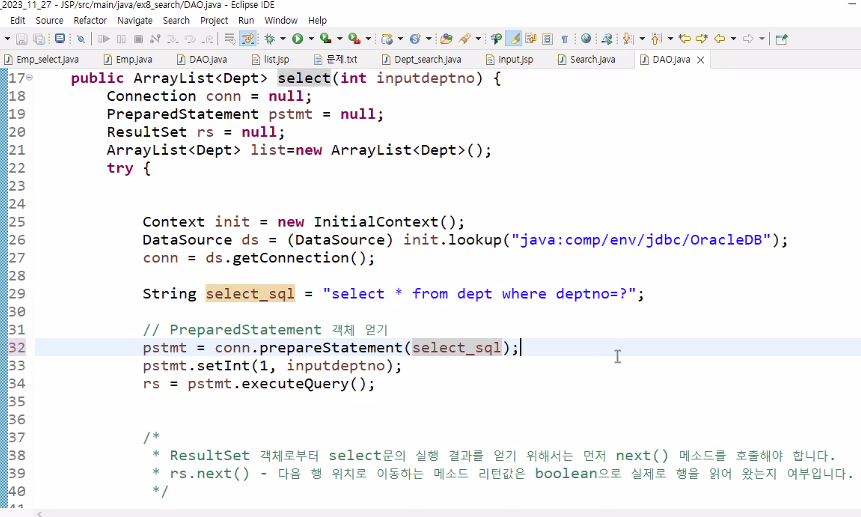 2023_11_27 - JSP/src/main/java/ex8_search/DAO.java - Eclipse IDE
Edit Source Refactor Navigate Search Project Run Window Help
Emp_select.java Emp.java DAO.java list.jsp 문제.txt Dept_search.java input.jsp Search.java DAO.java
17 public ArrayList<Dept> select(int inputdeptno) {
18 Connection conn = null;
19 PreparedStatement pstmt = null;
20 ResultSet rs = null;
21 ArrayList<Dept> list=new ArrayList<Dept>();
22 try {
23
24
25 Context init = new InitialContext();
26 DataSource ds = (DataSource) init.lookup("java:comp/env/jdbc/OracleDB");
27 conn = ds.getConnection();
28
29 String select_sql = "select * from dept where deptno=?";
30
31 // PreparedStatement 객체 얻기
32 pstmt = conn.prepareStatement(select_sql);
33 pstmt.setInt(1, inputdeptno);
34 rs = pstmt.executeQuery();
35
36
37 /*
38 * ResultSet 객체로부터 select문의 실행 결과를 얻기 위해서는 먼저 next() 메소드를 호출해야 합니다.
39 * rs.next() - 다음 행 위치로 이동하는 메소드 리턴값은 boolean으로 실제로 행을 읽어 왔는지 여부입니다.
40 */
41